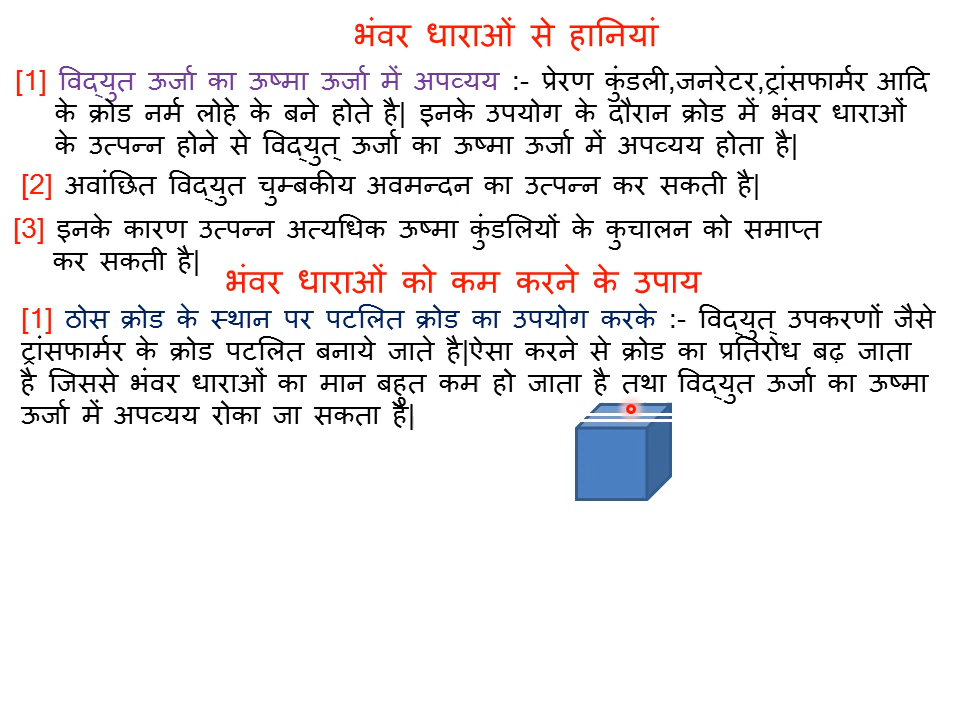 भंवर धाराओं से हानियां
[1] विद्युत ऊर्जा का ऊष्मा ऊर्जा में अपव्यय :- प्रेरण कुंडली,जनरेटर,ट्रांसफार्मर आदि
के क्रोड नर्म लोहे के बने होते है| इनके उपयोग के दौरान क्रोड में भंवर धाराओं
के उत्पन्न होने से विद्युत् ऊर्जा का ऊष्मा ऊर्जा में अपव्यय होता है|
[2] अवांछित विद्युत चुम्बकीय अवमन्दन का उत्पन्न कर सकती है|
[3] इनके कारण उत्पन्न अत्यधिक ऊष्मा कुंडलियों के कुचालन को समाप्त
कर सकती है|
भंवर धाराओं को कम करने के उपाय
[1] ठोस क्रोड के स्थान पर पटलित क्रोड का उपयोग करके :- विद्युत् उपकरणों जैसे
ट्रांसफार्मर के क्रोड पटलित बनाये जाते है|ऐसा करने से क्रोड का प्रतिरोध बढ़ जाता
है जिससे भंवर धाराओं का मान बहुत कम हो जाता है तथा विद्युत ऊर्जा का ऊष्मा
ऊर्जा में अपव्यय रोका जा सकता है|